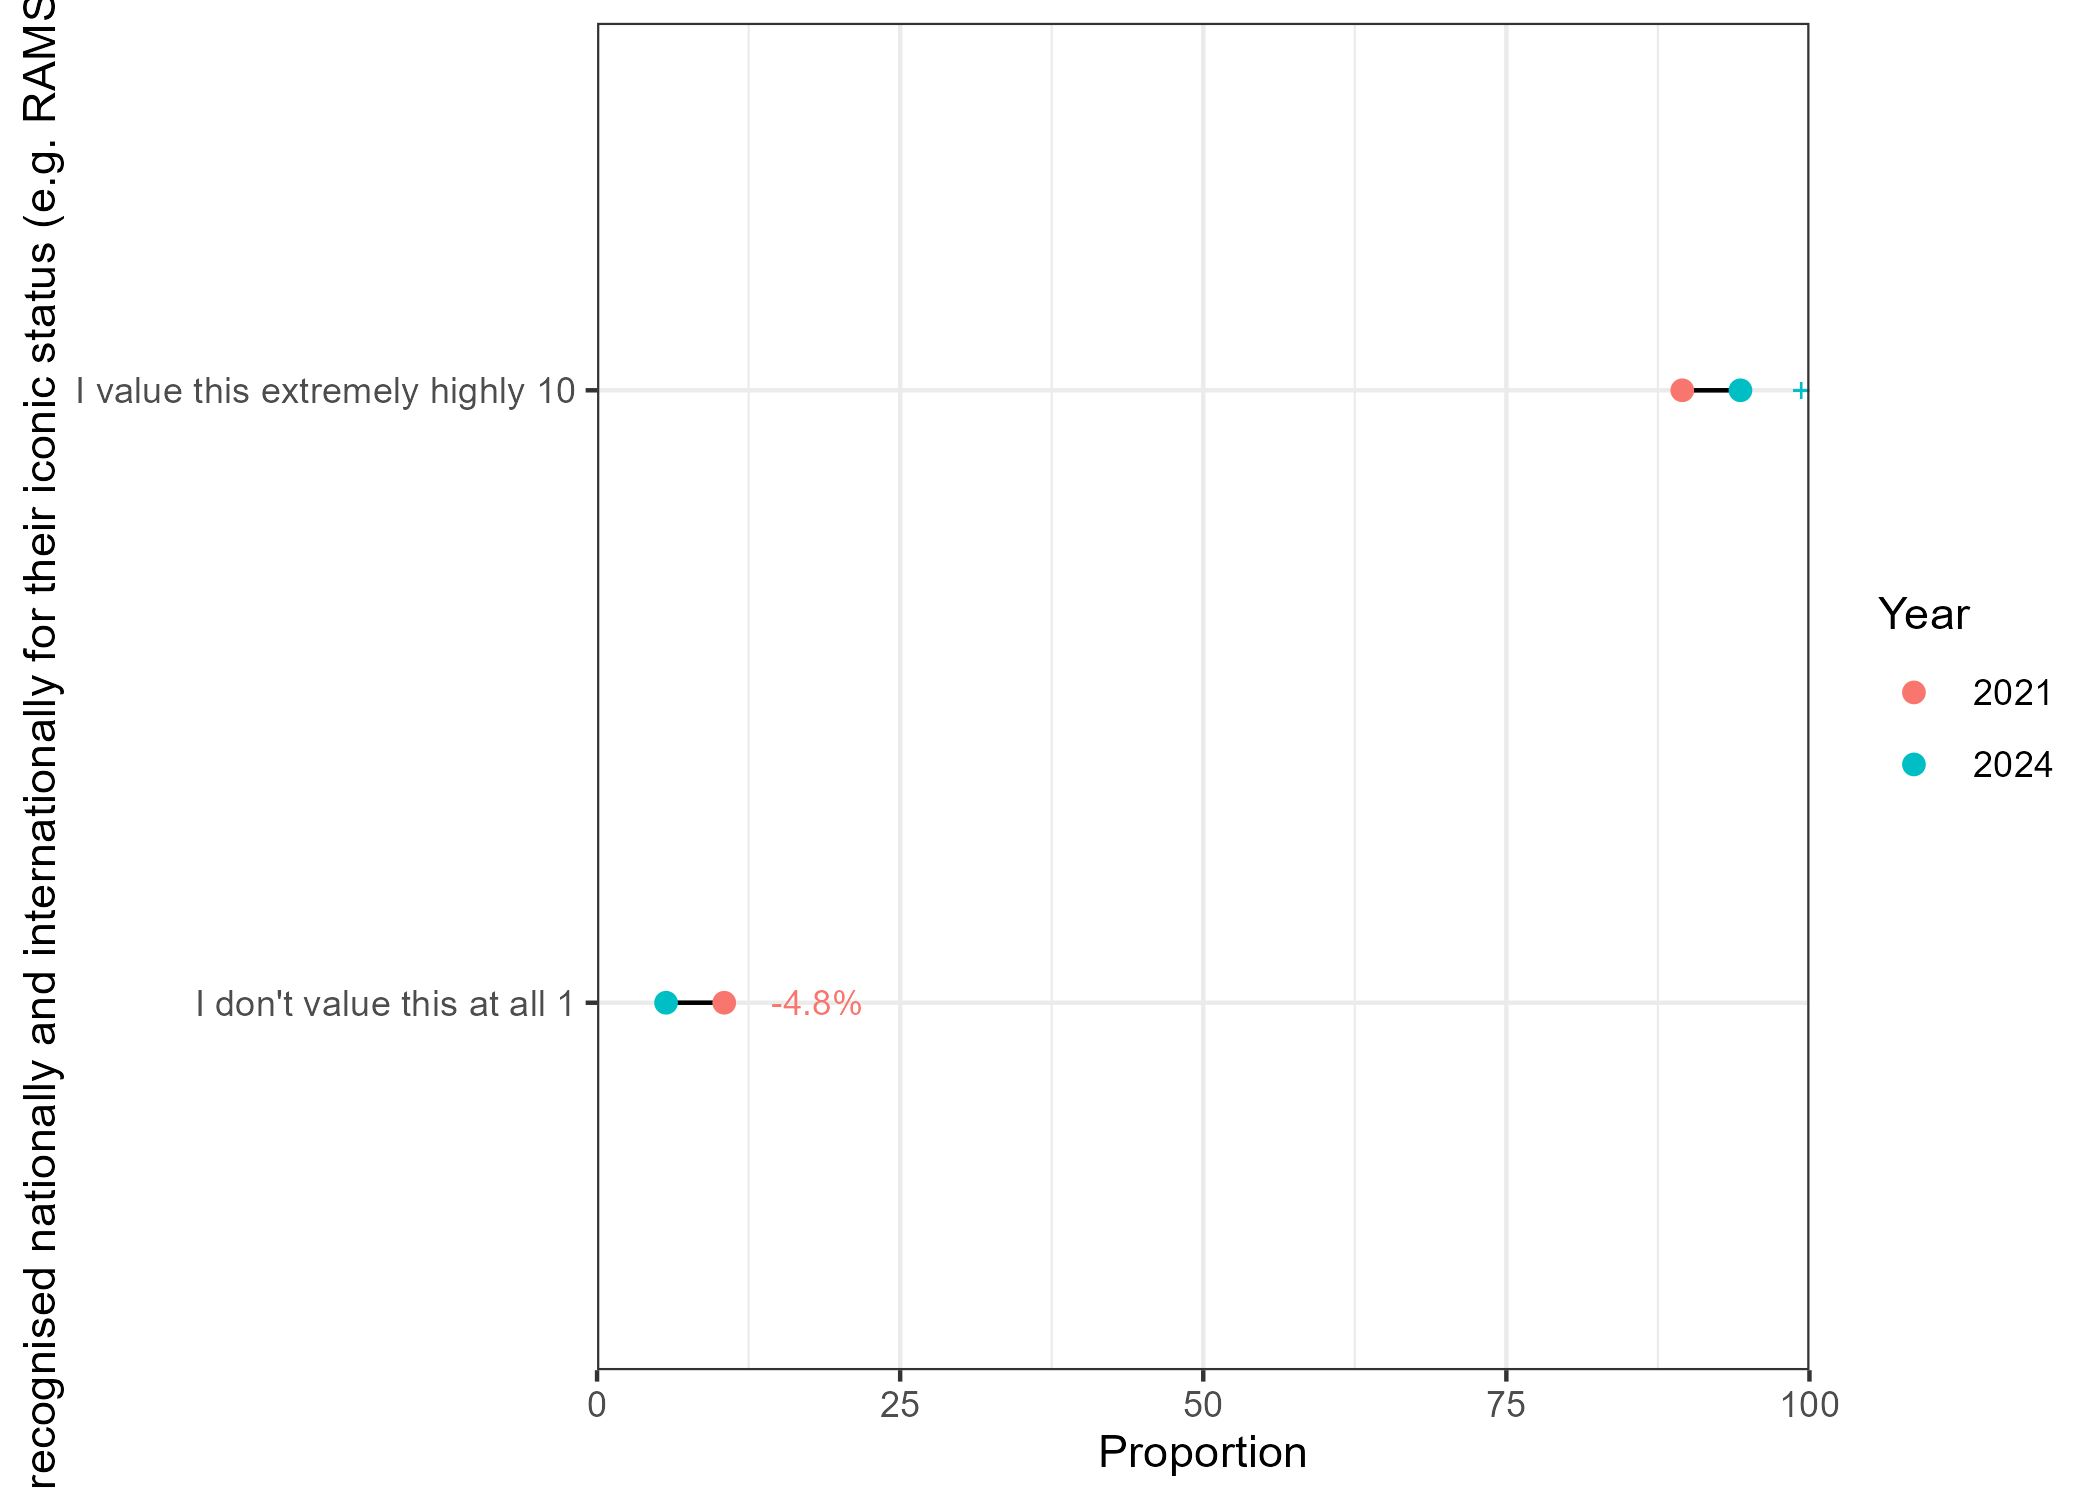 recognised nationally and internationally for their iconic status (e.g. RAMS
I value this extremely highly 10
+
I don't value this at all 1
-4.8%
0 25 50 75 100
Proportion
Year
2021
2024